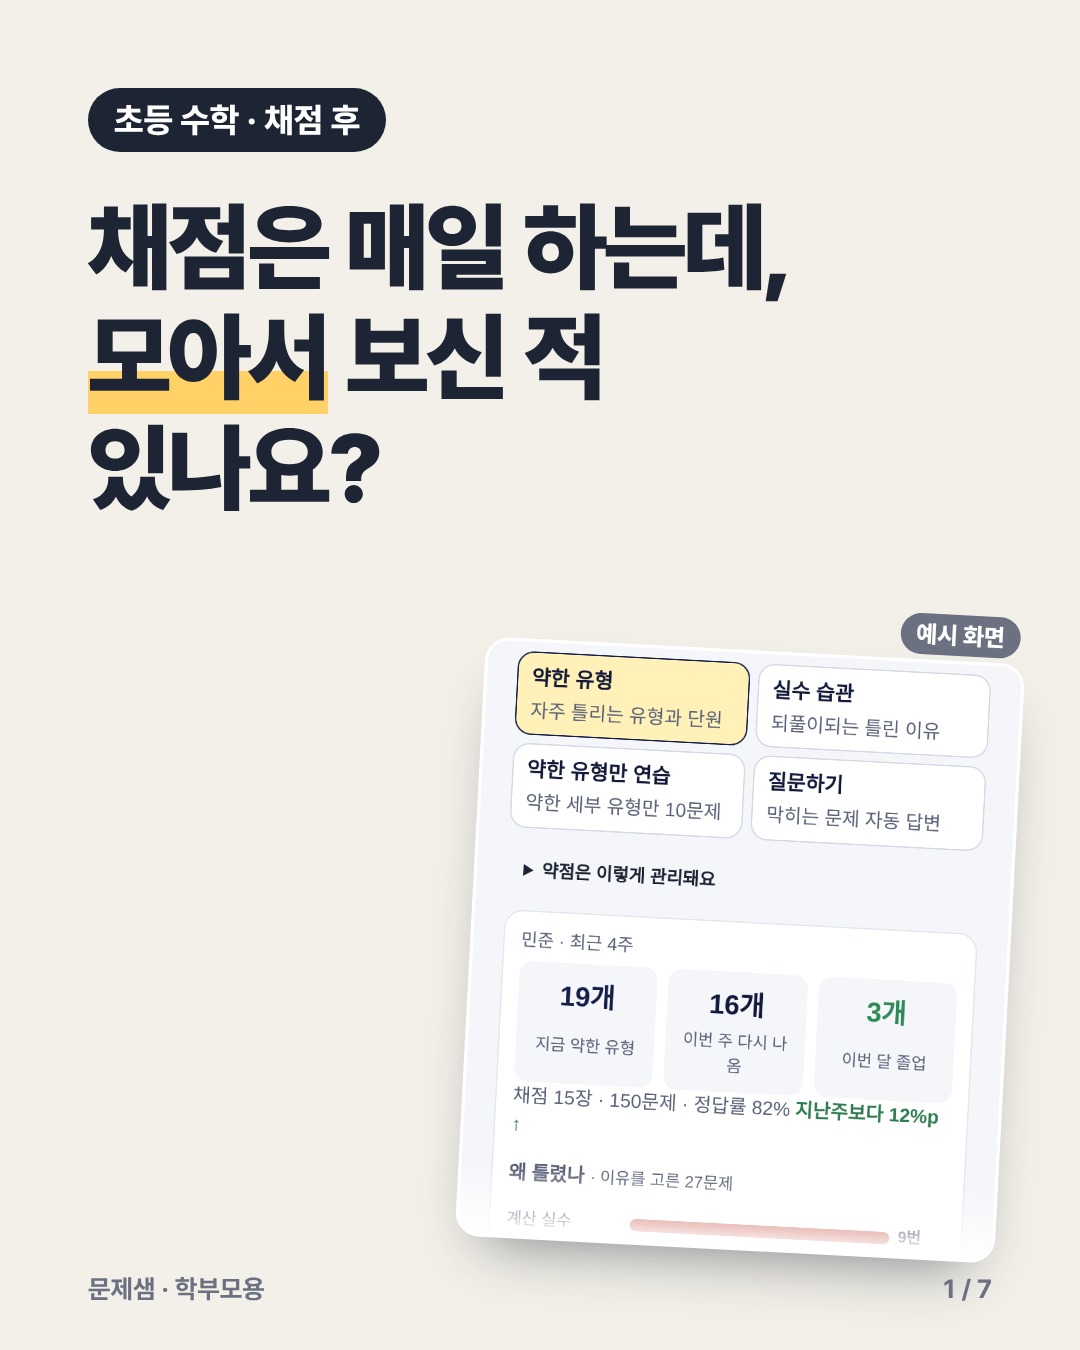 초등 수학 · 채점 후
채점은 매일 하는데,
모아서 보신 적
있나요?
예시 화면
약한 유형
자주 틀리는 유형과 단원
실수 습관
되풀이되는 틀린 이유
약한 유형만 연습
약한 세부 유형만 10문제
질문하기
막히는 문제 자동 답변
▶ 약점은 이렇게 관리돼요
민준 · 최근 4주
19개
지금 약한 유형
16개
이번 주 다시 나
옴
3개
이번 달 졸업
채점 15장 · 150문제 · 정답률 82% 지난주보다 12%p
↑
왜 틀렸나 · 이유를 고른 27문제
계산 실수 9번
문제샘 · 학부모용
1 / 7